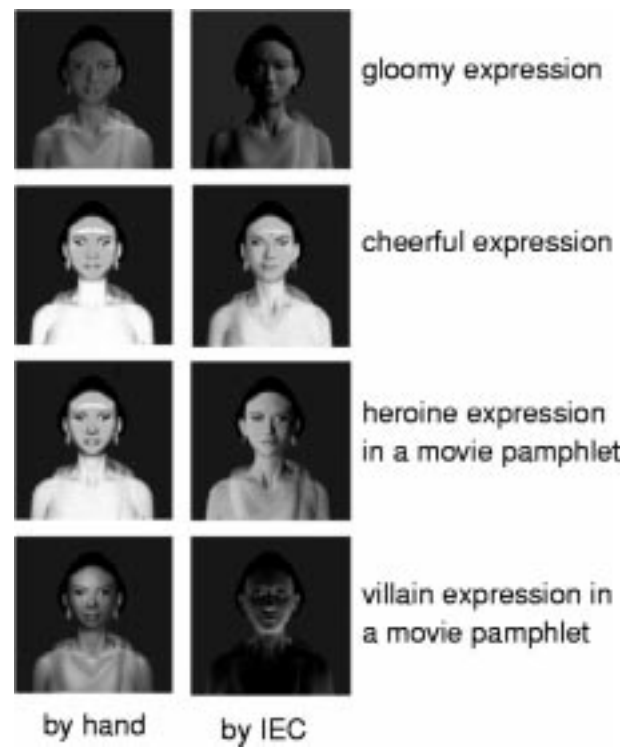 gloomy expression
cheerful expression
heroine expression
in a movie pamphlet
villain expression in
a movie pamphlet
by hand
by IEC